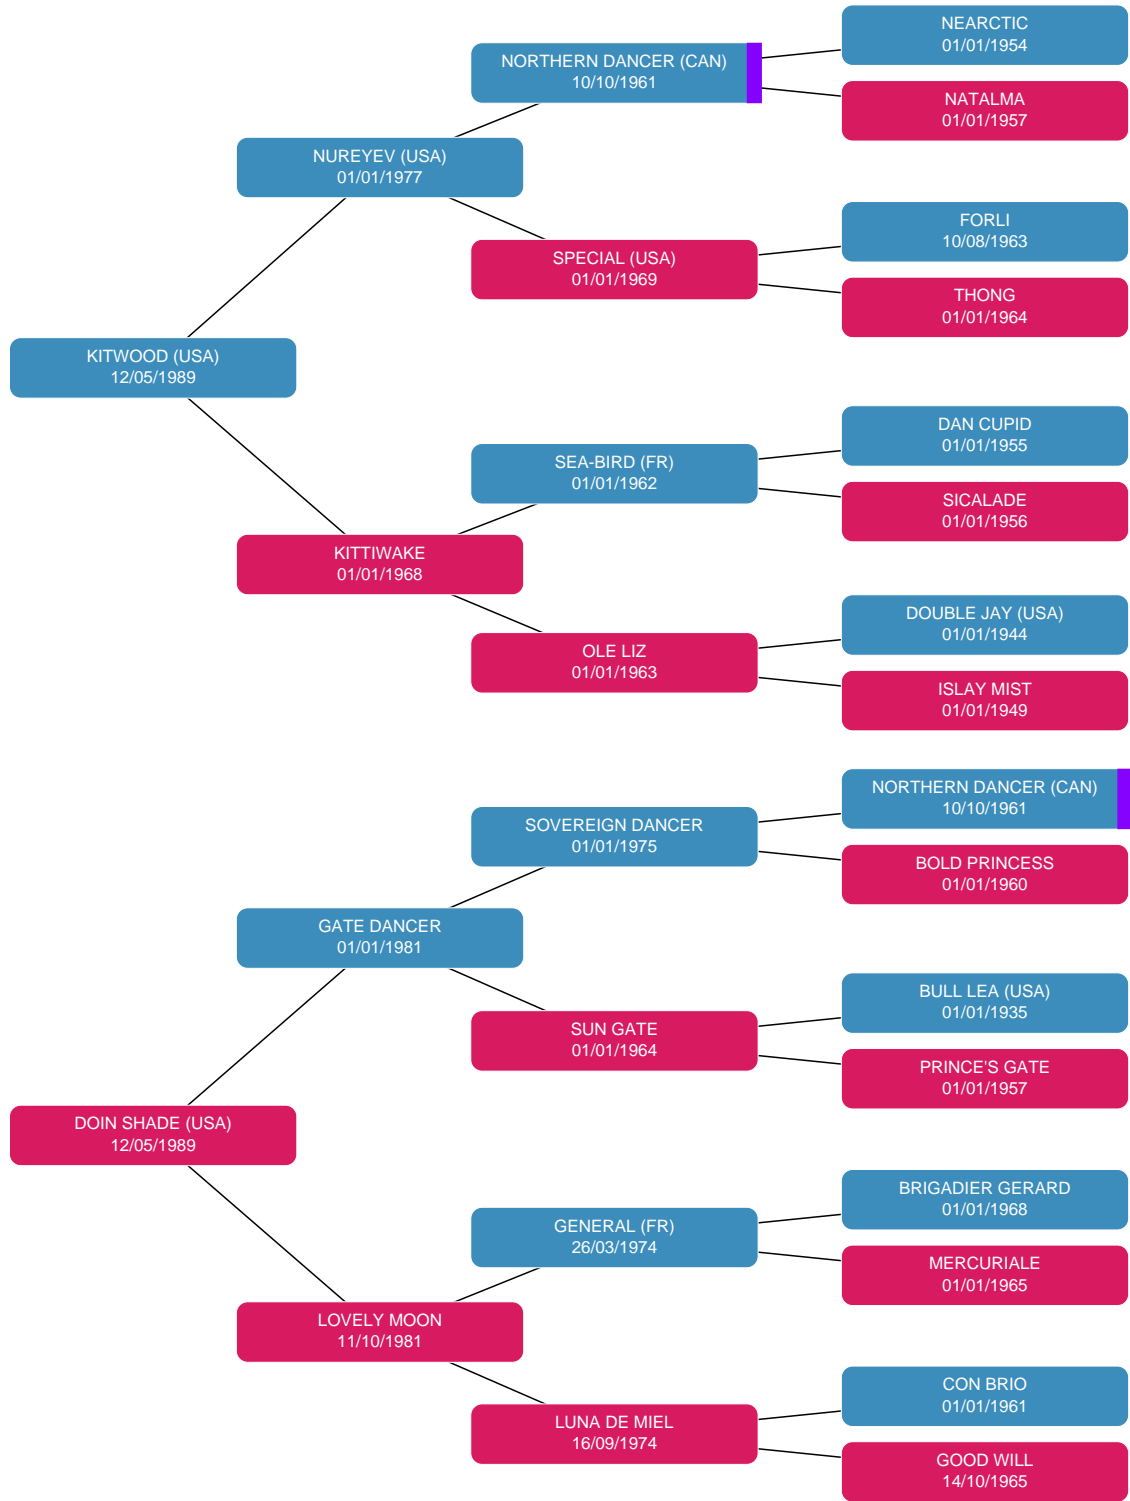 NEARCTIC
01/01/1954
NORTHERN DANCER (CAN)
10/10/1961
NATALMA
01/01/1957
NUREYEV (USA)
01/01/1977
FORLI
10/08/1963
SPECIAL (USA)
01/01/1969
THONG
01/01/1964
KITWOOD (USA)
12/05/1989
DAN CUPID
01/01/1955
SEA-BIRD (FR)
01/01/1962
SICALADE
01/01/1956
KITTIWAKE
01/01/1968
DOUBLE JAY (USA)
01/01/1944
OLE LIZ
01/01/1963
ISLAY MIST
01/01/1949
NORTHERN DANCER (CAN)
10/10/1961
SOVEREIGN DANCER
01/01/1975
BOLD PRINCESS
01/01/1960
GATE DANCER
01/01/1981
BULL LEA (USA)
01/01/1935
SUN GATE
01/01/1964
PRINCE'S GATE
01/01/1957
DOIN SHADE (USA)
12/05/1989
BRIGADIER GERARD
01/01/1968
GENERAL (FR)
26/03/1974
MERCURIALE
01/01/1965
LOVELY MOON
11/10/1981
CON BRIO
01/01/1961
LUNA DE MIEL
16/09/1974
GOOD WILL
14/10/1965